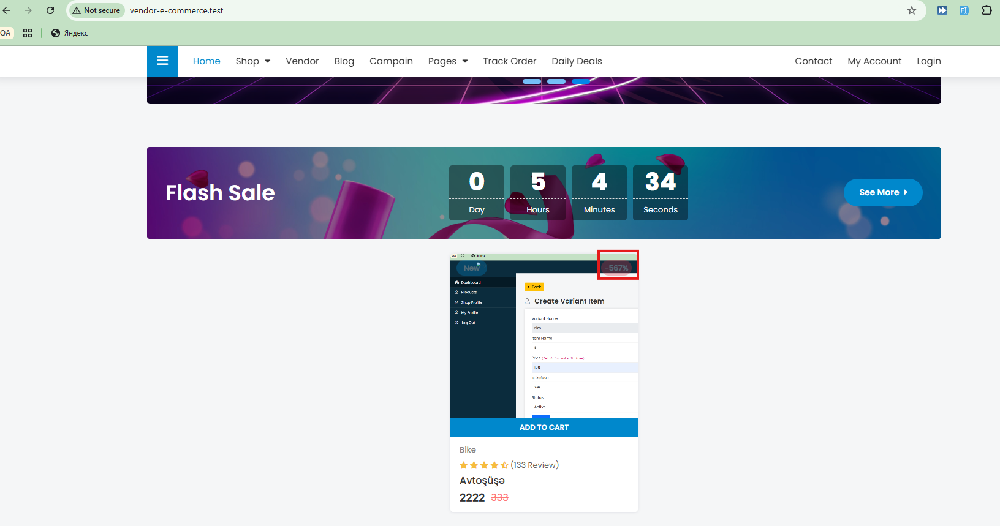 Not secure vendor-e-commerce.test
QA Яндекс
Home Shop Vendor Blog Campain Pages Track Order Daily Deals Contact My Account Login
Flash Sale
0 5 4 34
Day Hours Minutes Seconds
See More
QA
New -567%
Dashboard
Products
Shop Profile
My Profile
Log Out
Back
Create Variant Item
Variant Name
size
Item Name
S
Price (Set 0 for make it free)
100
Is Default
Yes
Status
Active
ADD TO CART
Bike
(133 Review)
Avtoşüşə
2222 333